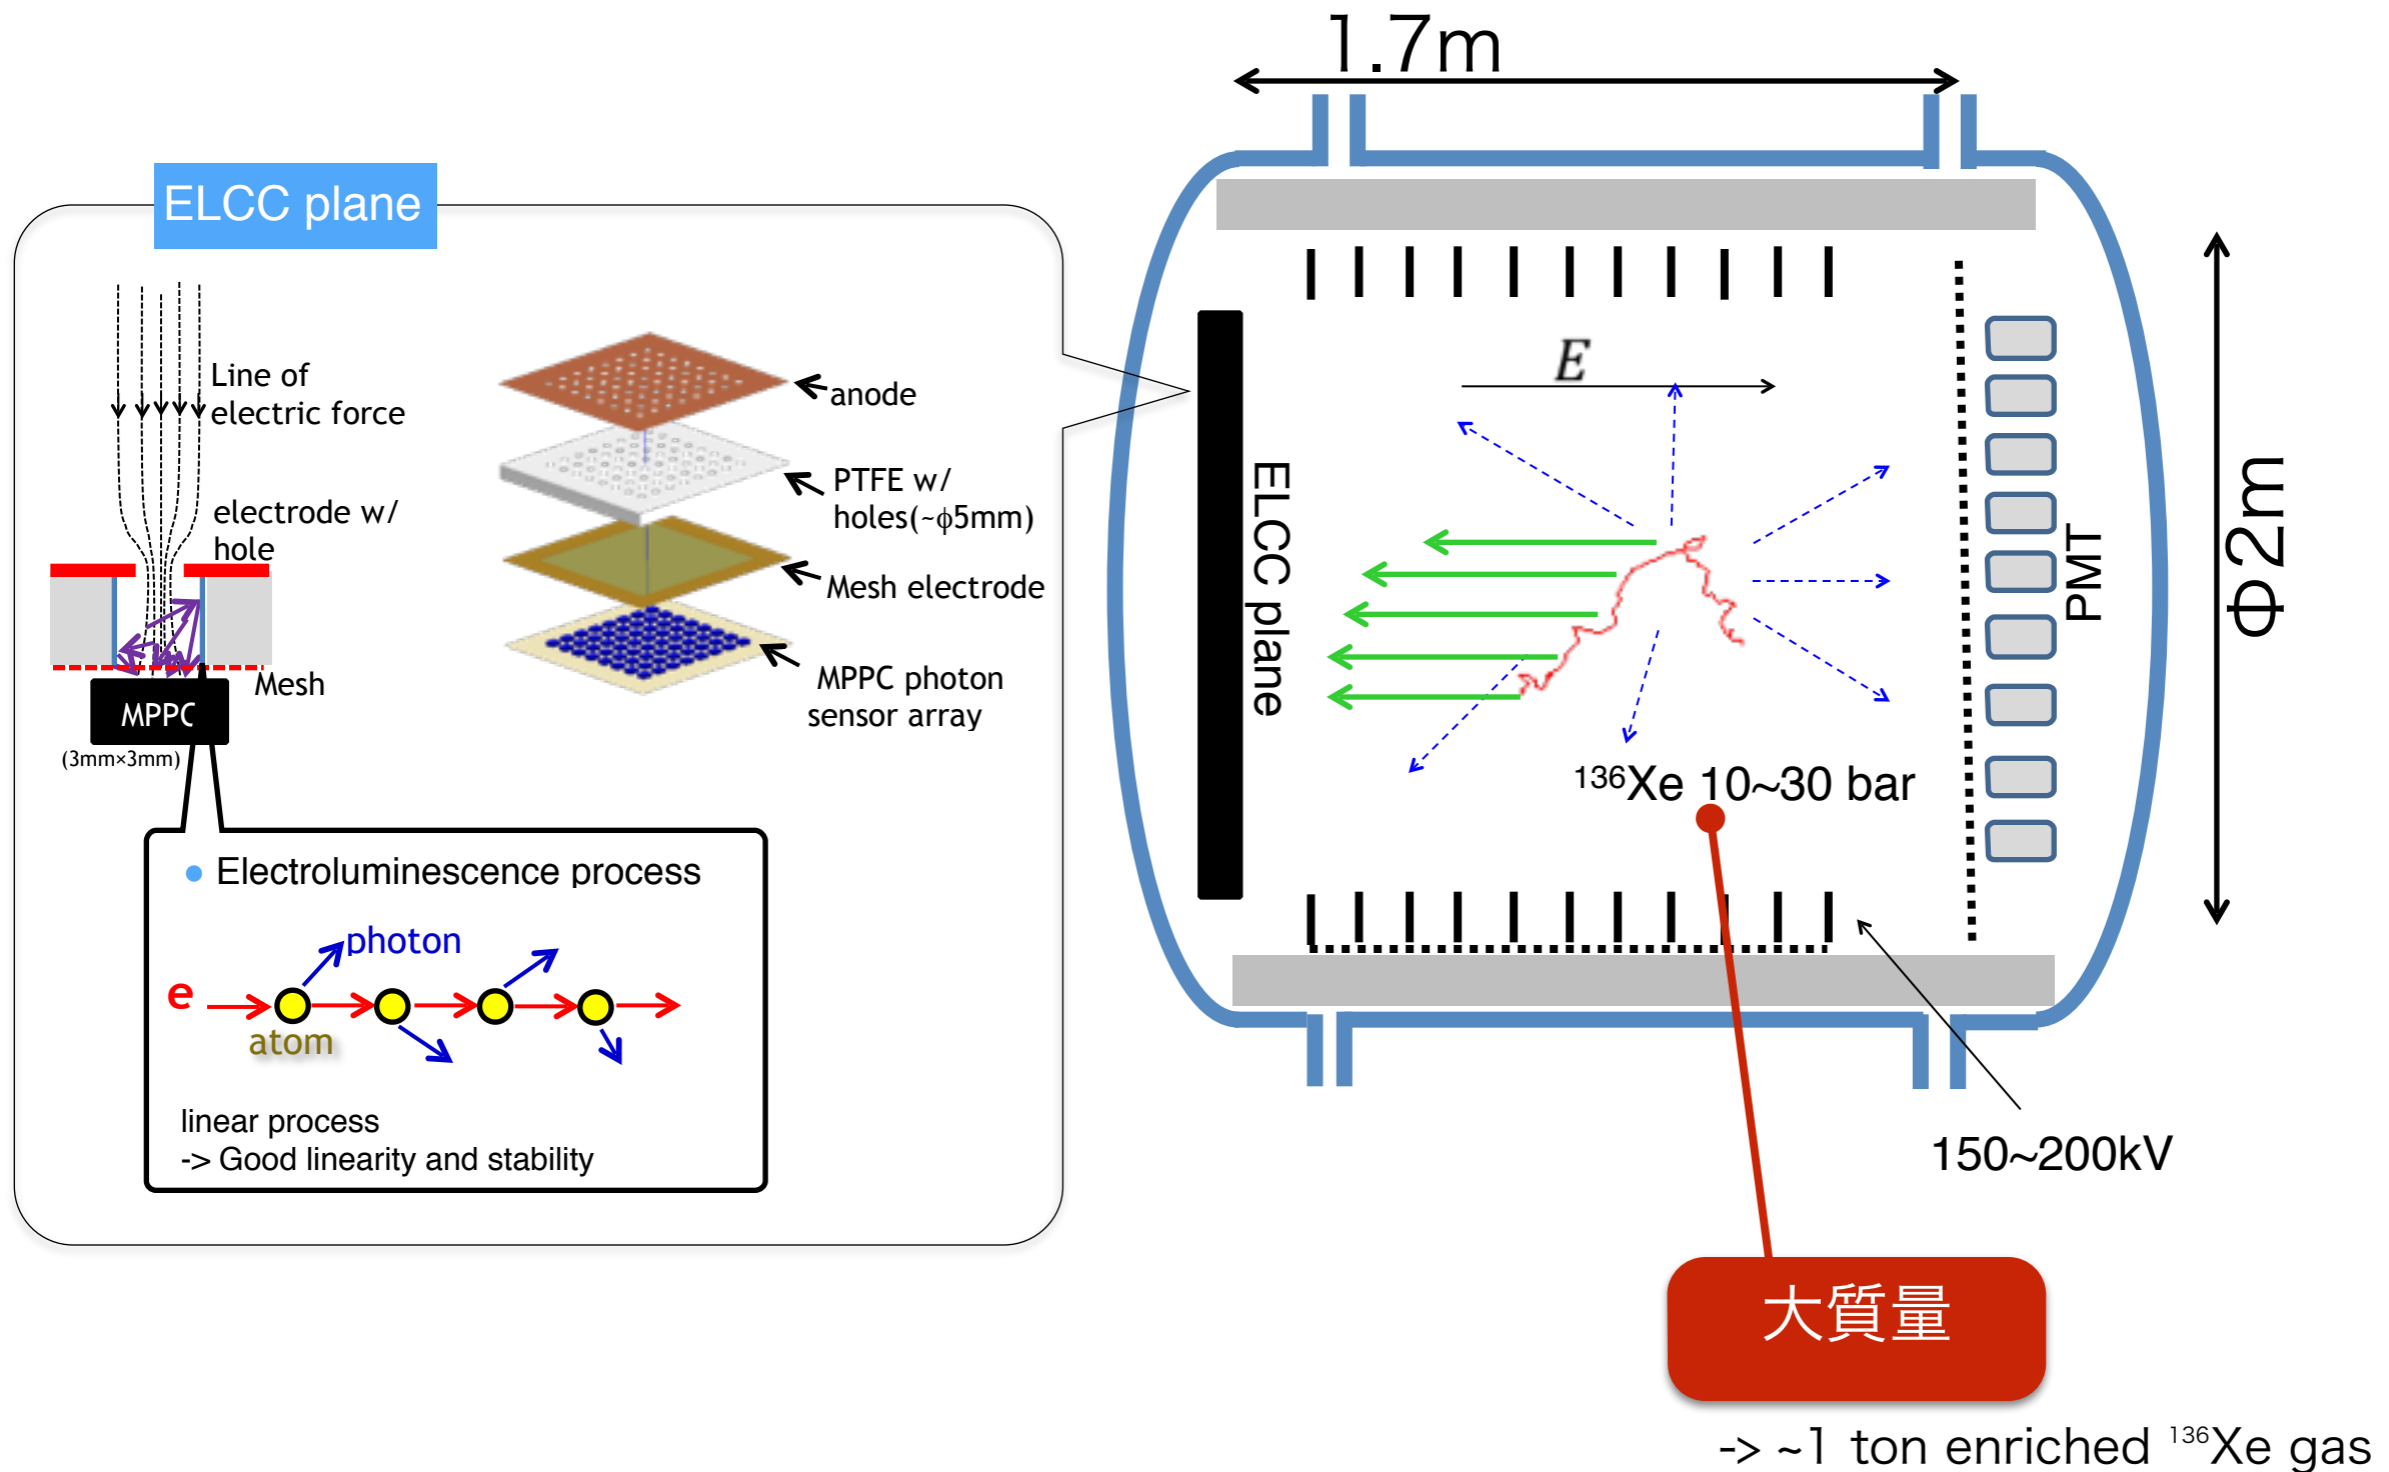 1.7m
ELCC plane
Line of
electric force
electrode w/
hole
Mesh
MPPC
(3mm×3mm)
anode
PTFE w/
holes(~ϕ5mm)
Mesh electrode
MPPC photon
sensor array
Electroluminescence process
photon
e
atom
linear process
-> Good linearity and stability
E
ELCC plane
PMT
Φ2m
¹³⁶Xe 10~30 bar
150~200kV
大質量
-> ~1 ton enriched ¹³⁶Xe gas